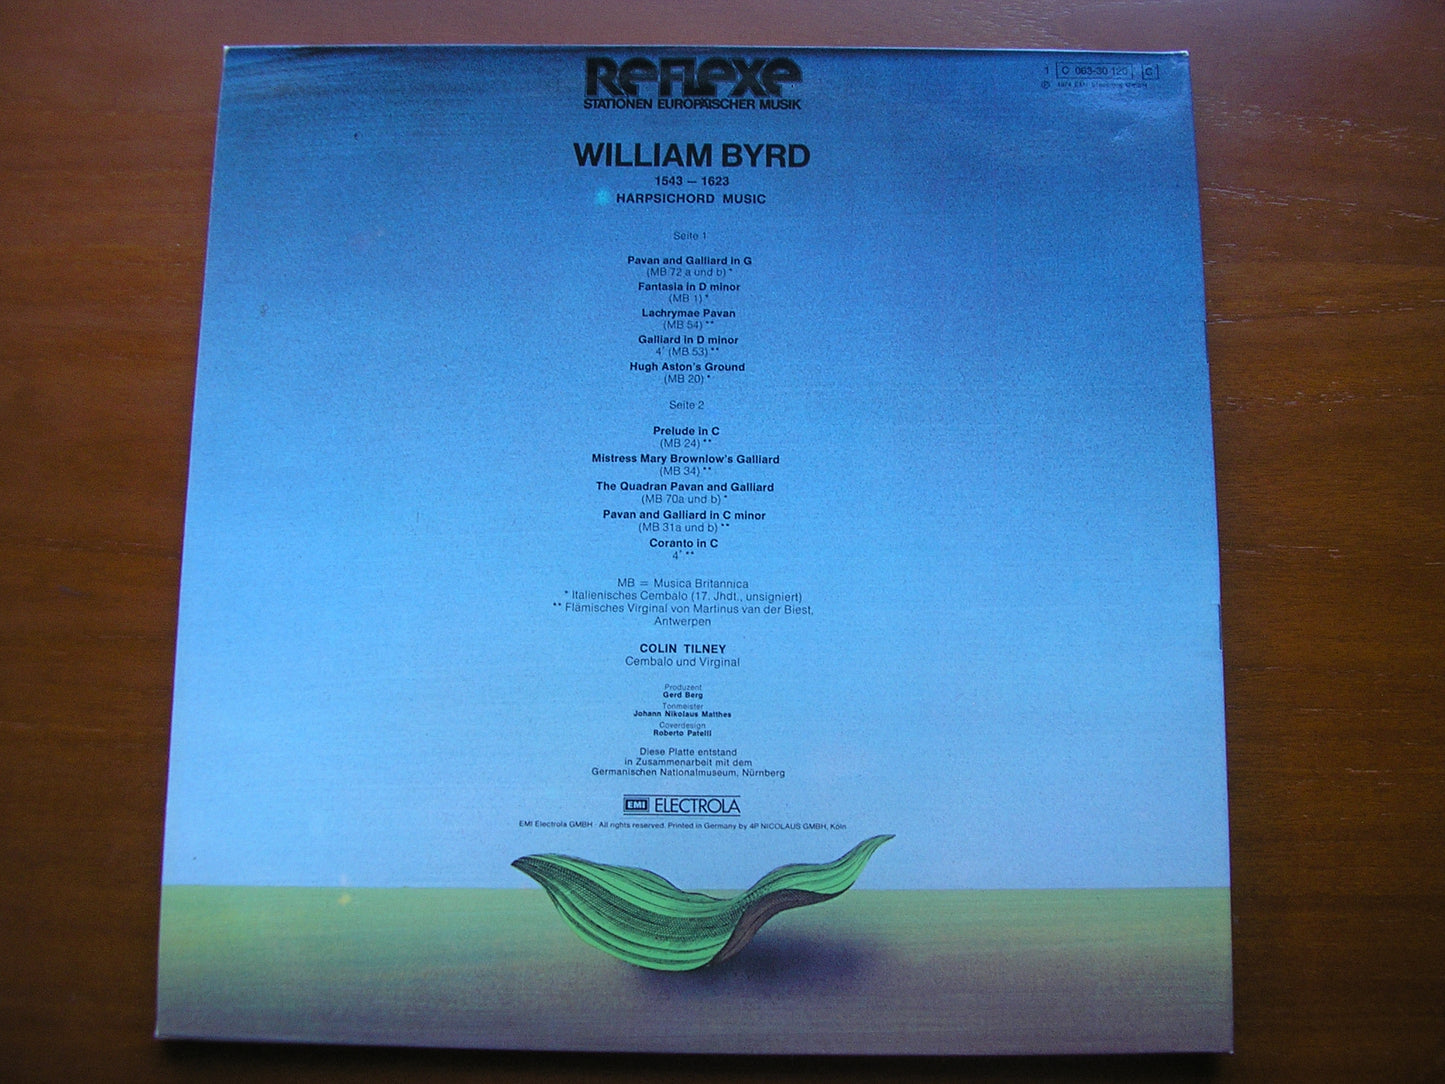 REFLEXE
STATIONEN EUROPÄISCHER MUSIK
1 C 063-30 120 C
WILLIAM BYRD
1543 – 1623
HARPSICHORD MUSIC
Seite 1
Pavan and Galliard in G
(MB 72 a und b) *
Fantasia in D minor
(MB 1) *
Lachrymae Pavan
(MB 54) **
Galliard in D minor
4' (MB 53) **
Hugh Aston's Ground
(MB 20) *
Seite 2
Prelude in C
(MB 24) **
Mistress Mary Brownlow's Galliard
(MB 34) **
The Quadran Pavan and Galliard
(MB 70a und b) *
Pavan and Galliard in C minor
(MB 31a und b) **
Coranto in C
4' **
MB = Musica Britannica
* Italienisches Cembalo (17. Jhdt., unsigniert)
** Flämisches Virginal von Martinus van der Biest,
Antwerpen
COLIN TILNEY
Cembalo und Virginal
Produzent
Gerd Berg
Tonmeister
Johann Nikolaus Matthes
Coverdesign
Roberto Patelli
Diese Platte entstand
in Zusammenarbeit mit dem
Germanischen Nationalmuseum, Nürnberg
EMI ELECTROLA
EMI Electrola GMBH · All rights reserved. Printed in Germany by 4P NICOLAUS GMBH, Köln